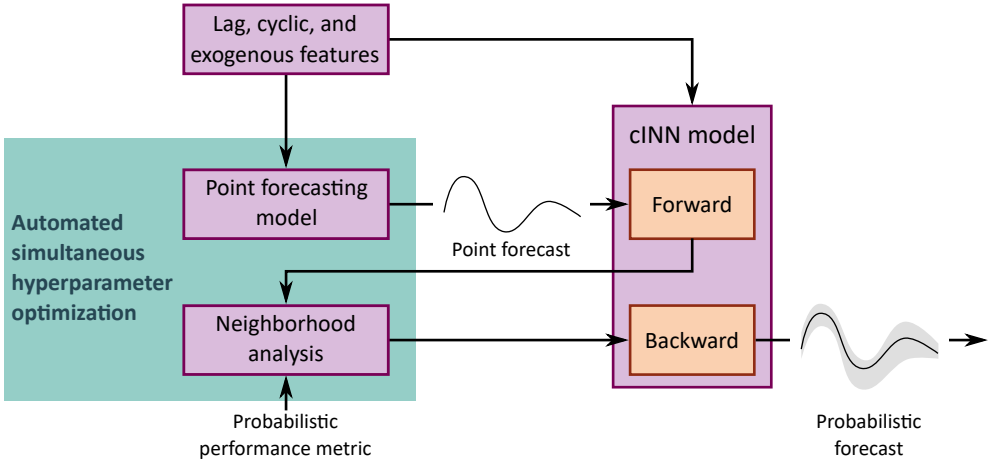 Lag, cyclic, and
exogenous features
cINN model
Point forecasting
model
Forward
Point forecast
Automated
simultaneous
hyperparameter
optimization
Neighborhood
analysis
Backward
Probabilistic
performance metric
Probabilistic
forecast